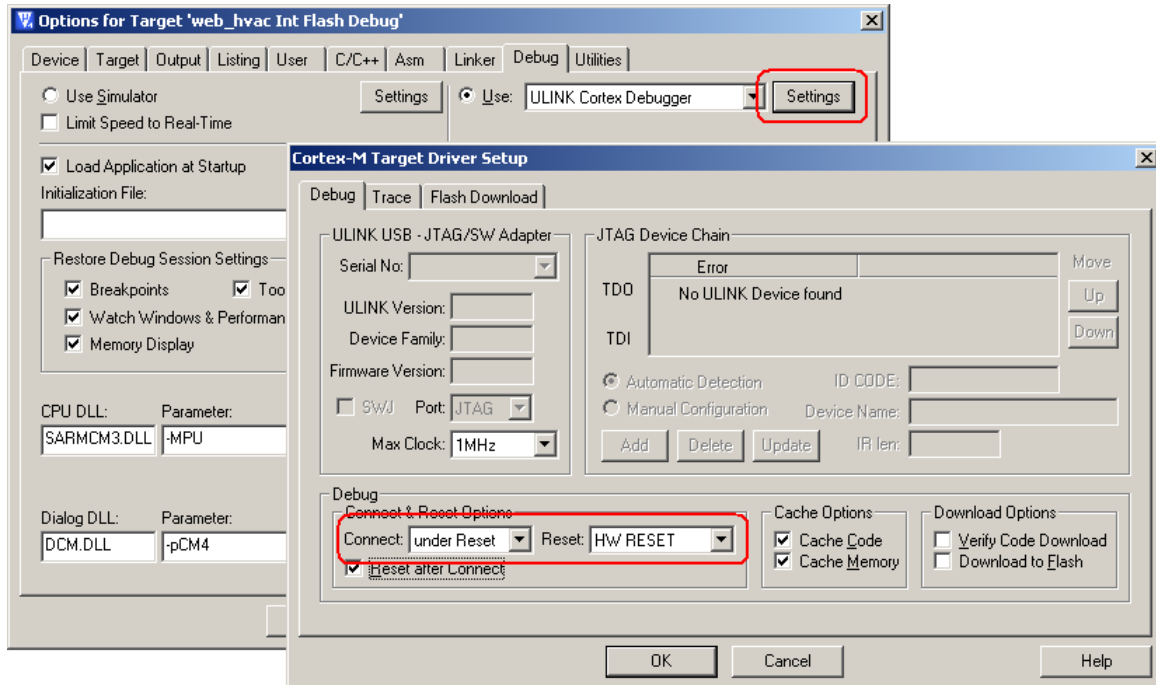 Options for Target 'web_hvac Int Flash Debug'
Device Target Output Listing User C/C++ Asm Linker Debug Utilities
Use Simulator Settings Use: ULINK Cortex Debugger Settings
Limit Speed to Real-Time
Load Application at Startup
Initialization File:
Restore Debug Session Settings
Breakpoints Too
Watch Windows & Performan
Memory Display
CPU DLL: Parameter:
SARMCM3.DLL -MPU
Dialog DLL: Parameter:
DCM.DLL -pCM4
Cortex-M Target Driver Setup
Debug Trace Flash Download
ULINK USB - JTAG/SW Adapter
Serial No:
ULINK Version:
Device Family:
Firmware Version:
SWJ Port: JTAG
Max Clock: 1MHz
JTAG Device Chain
Error Move
TDO No ULINK Device found Up
TDI Down
Automatic Detection ID CODE:
Manual Configuration Device Name:
Add Delete Update IR len:
Debug
Connect & Reset Options
Connect: under Reset Reset: HW RESET
Reset after Connect
Cache Options
Cache Code
Cache Memory
Download Options
Verify Code Download
Download to Flash
OK Cancel Help